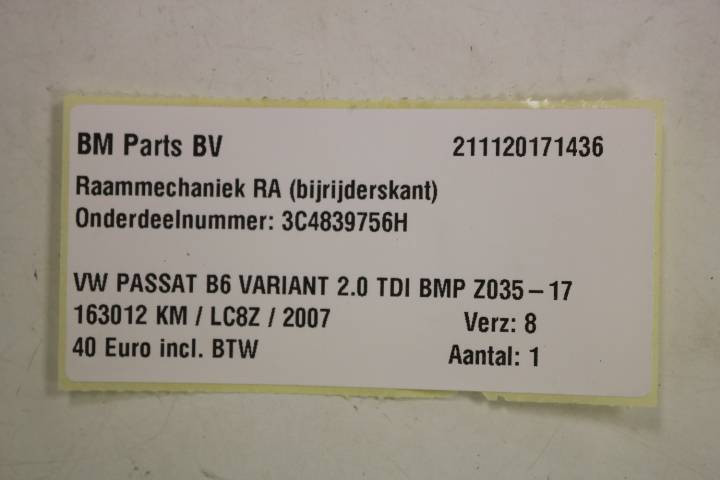 BM Parts BV 211120171436
Raammechaniek RA (bijrijderskant)
Onderdeelnummer: 3C4839756H
VW PASSAT B6 VARIANT 2.0 TDI BMP Z035-17
163012 KM / LC8Z / 2007 Verz: 8
40 Euro incl. BTW Aantal: 1